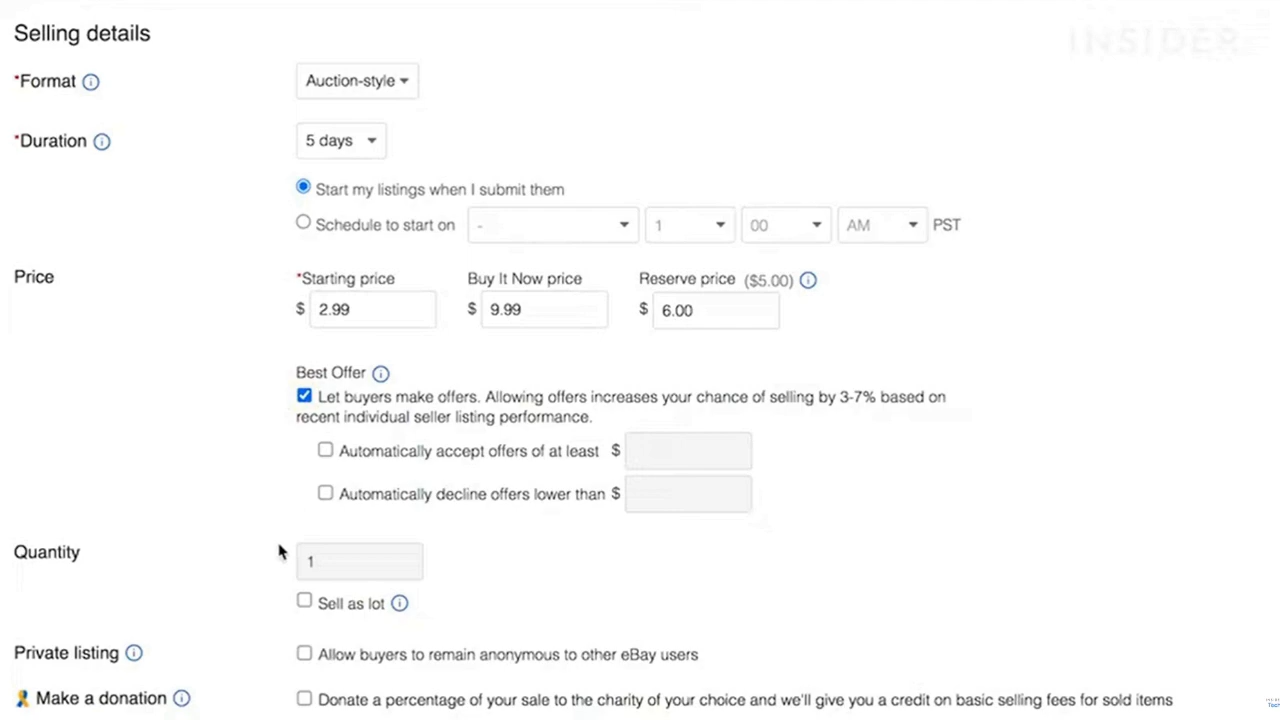 INSIDER
Selling details
*Format
Auction-style
*Duration
5 days
Start my listings when I submit them
Schedule to start on - 1 00 AM PST
Price
*Starting price Buy It Now price Reserve price ($5.00)
$ 2.99 $ 9.99 $ 6.00
Best Offer
Let buyers make offers. Allowing offers increases your chance of selling by 3-7% based on
recent individual seller listing performance.
Automatically accept offers of at least $
Automatically decline offers lower than $
Quantity
1
Sell as lot
Private listing
Allow buyers to remain anonymous to other eBay users
Make a donation
Donate a percentage of your sale to the charity of your choice and we'll give you a credit on basic selling fees for sold items